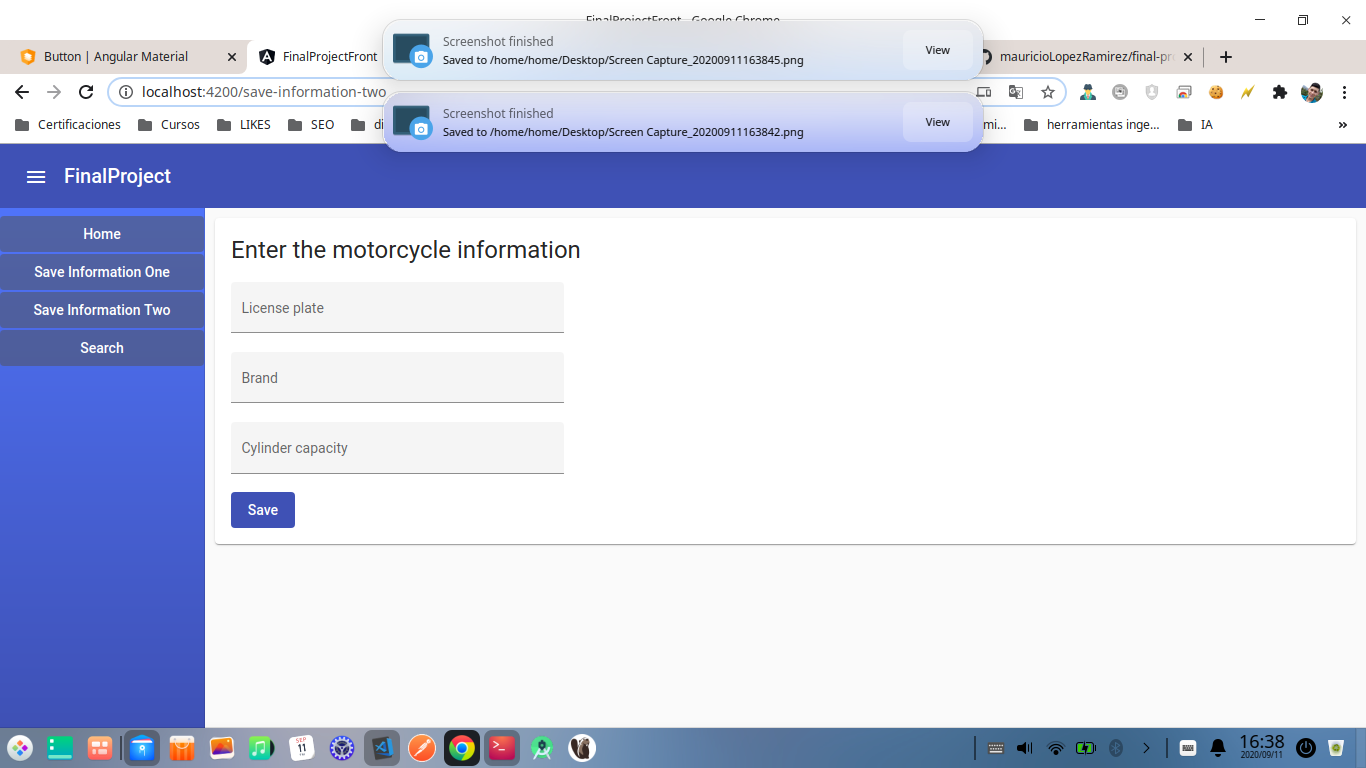 FinalProjectFront - Google Chrome
Screenshot finished
Saved to /home/home/Desktop/Screen Capture_20200911163845.png
View
Button | Angular Material
FinalProjectFront
mauricioLopezRamirez/final-pr
localhost:4200/save-information-two
Screenshot finished
Saved to /home/home/Desktop/Screen Capture_20200911163842.png
View
Certificaciones
Cursos
LIKES
SEO
di
mi...
herramientas inge...
IA
»
FinalProject
Home
Save Information One
Save Information Two
Search
Enter the motorcycle information
License plate
Brand
Cylinder capacity
Save
SEP
11
16:38
2020/09/11